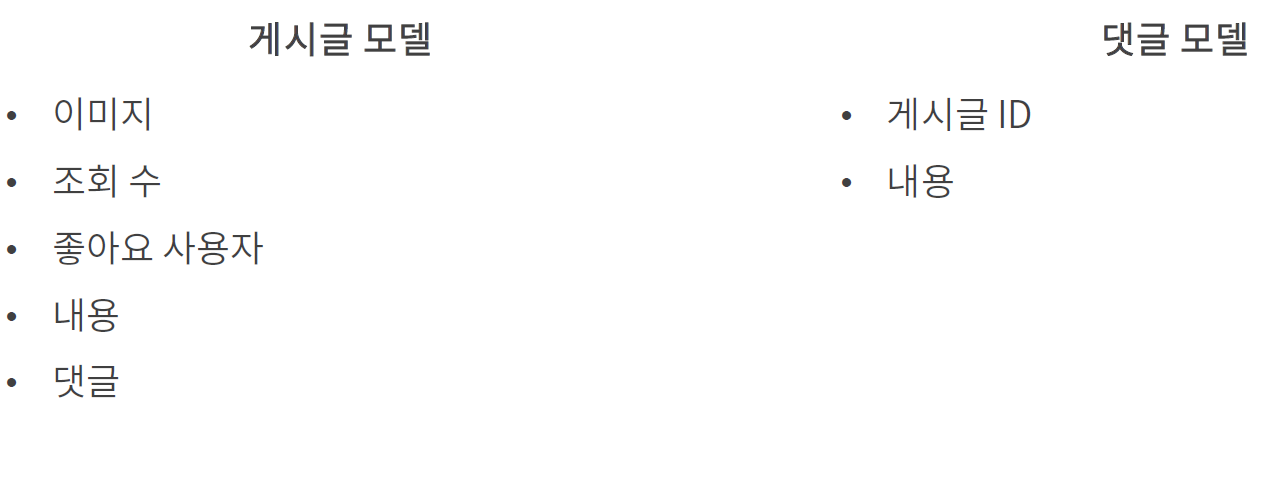 게시글 모델
• 이미지
• 조회 수
• 좋아요 사용자
• 내용
• 댓글
댓글 모델
• 게시글 ID
• 내용